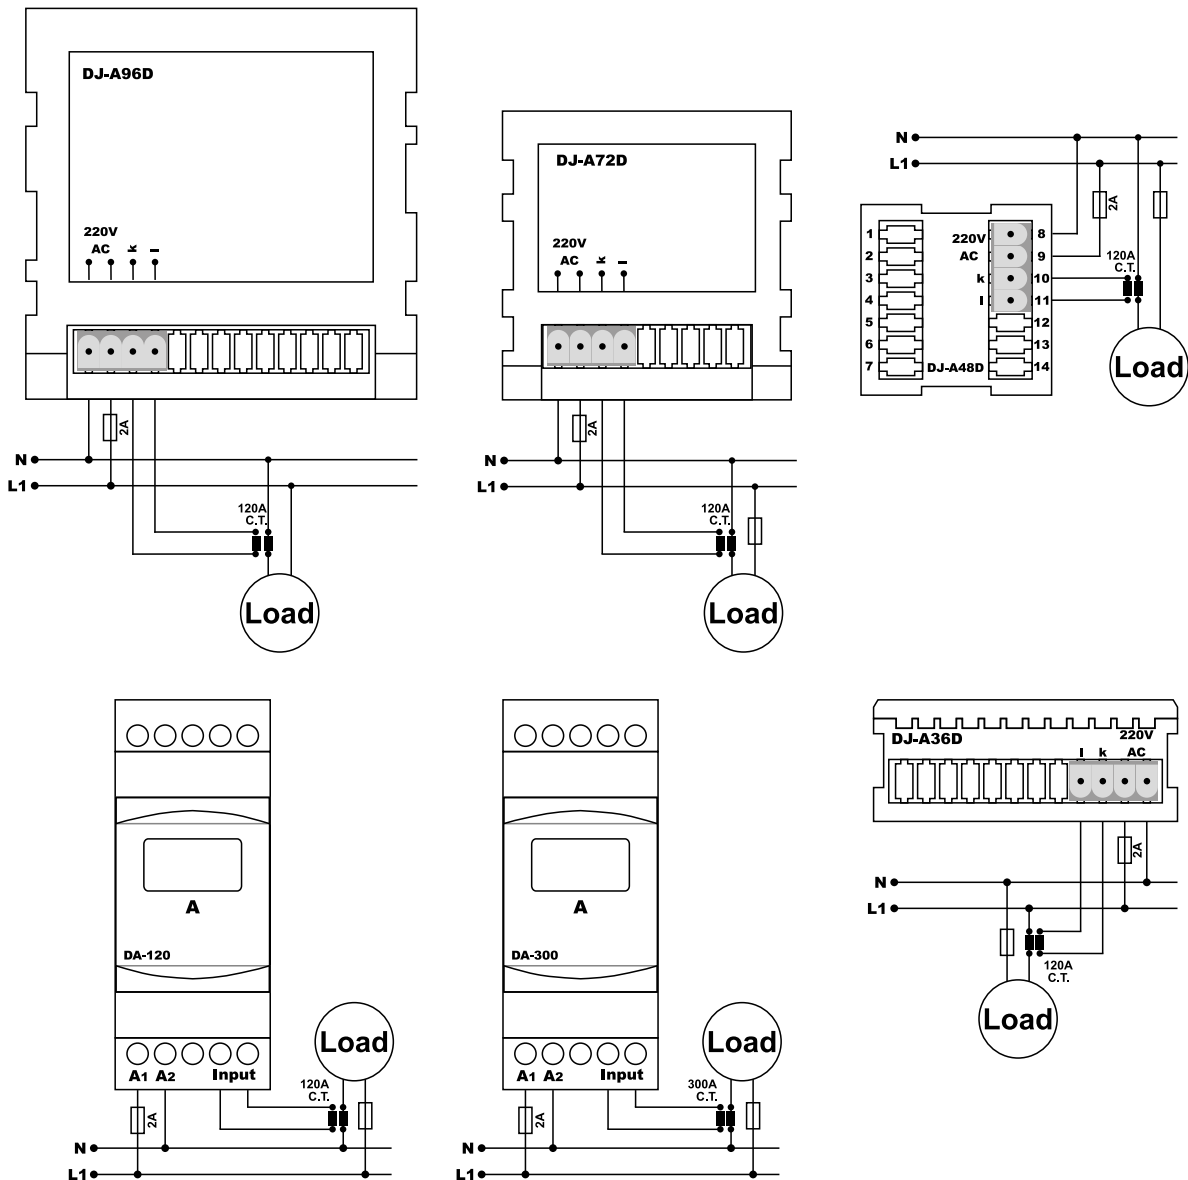 DJ-A96D
220V
AC k l
2A
N
L1
120A
C.T.
Load
DJ-A72D
220V
AC k l
2A
N
L1
120A
C.T.
Load
N
L1
2A
1
2
3
4
5
6
7
220V
AC
k
l
8
9
10
11
12
13
14
DJ-A48D
120A
C.T.
Load
A
DA-120
A1 A2 Input
2A
120A
C.T.
Load
N
L1
A
DA-300
A1 A2 Input
2A
300A
C.T.
Load
N
L1
DJ-A36D
220V
l k AC
2A
N
L1
120A
C.T.
Load